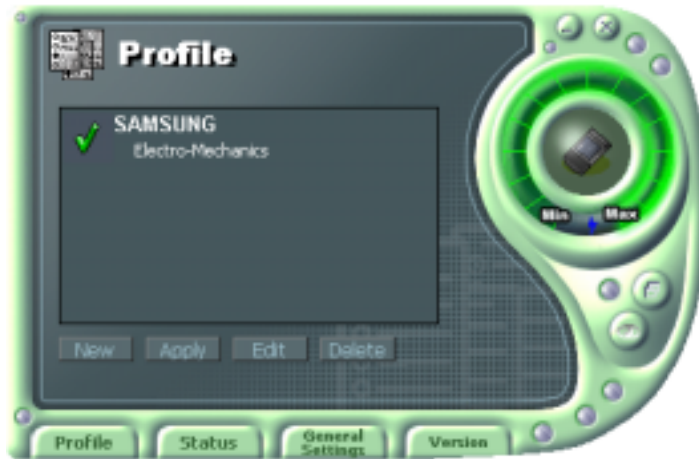 Profile
SAMSUNG
Electro-Mechanics
Min Max
New Apply Edit Delete
Profile Status General Settings Version